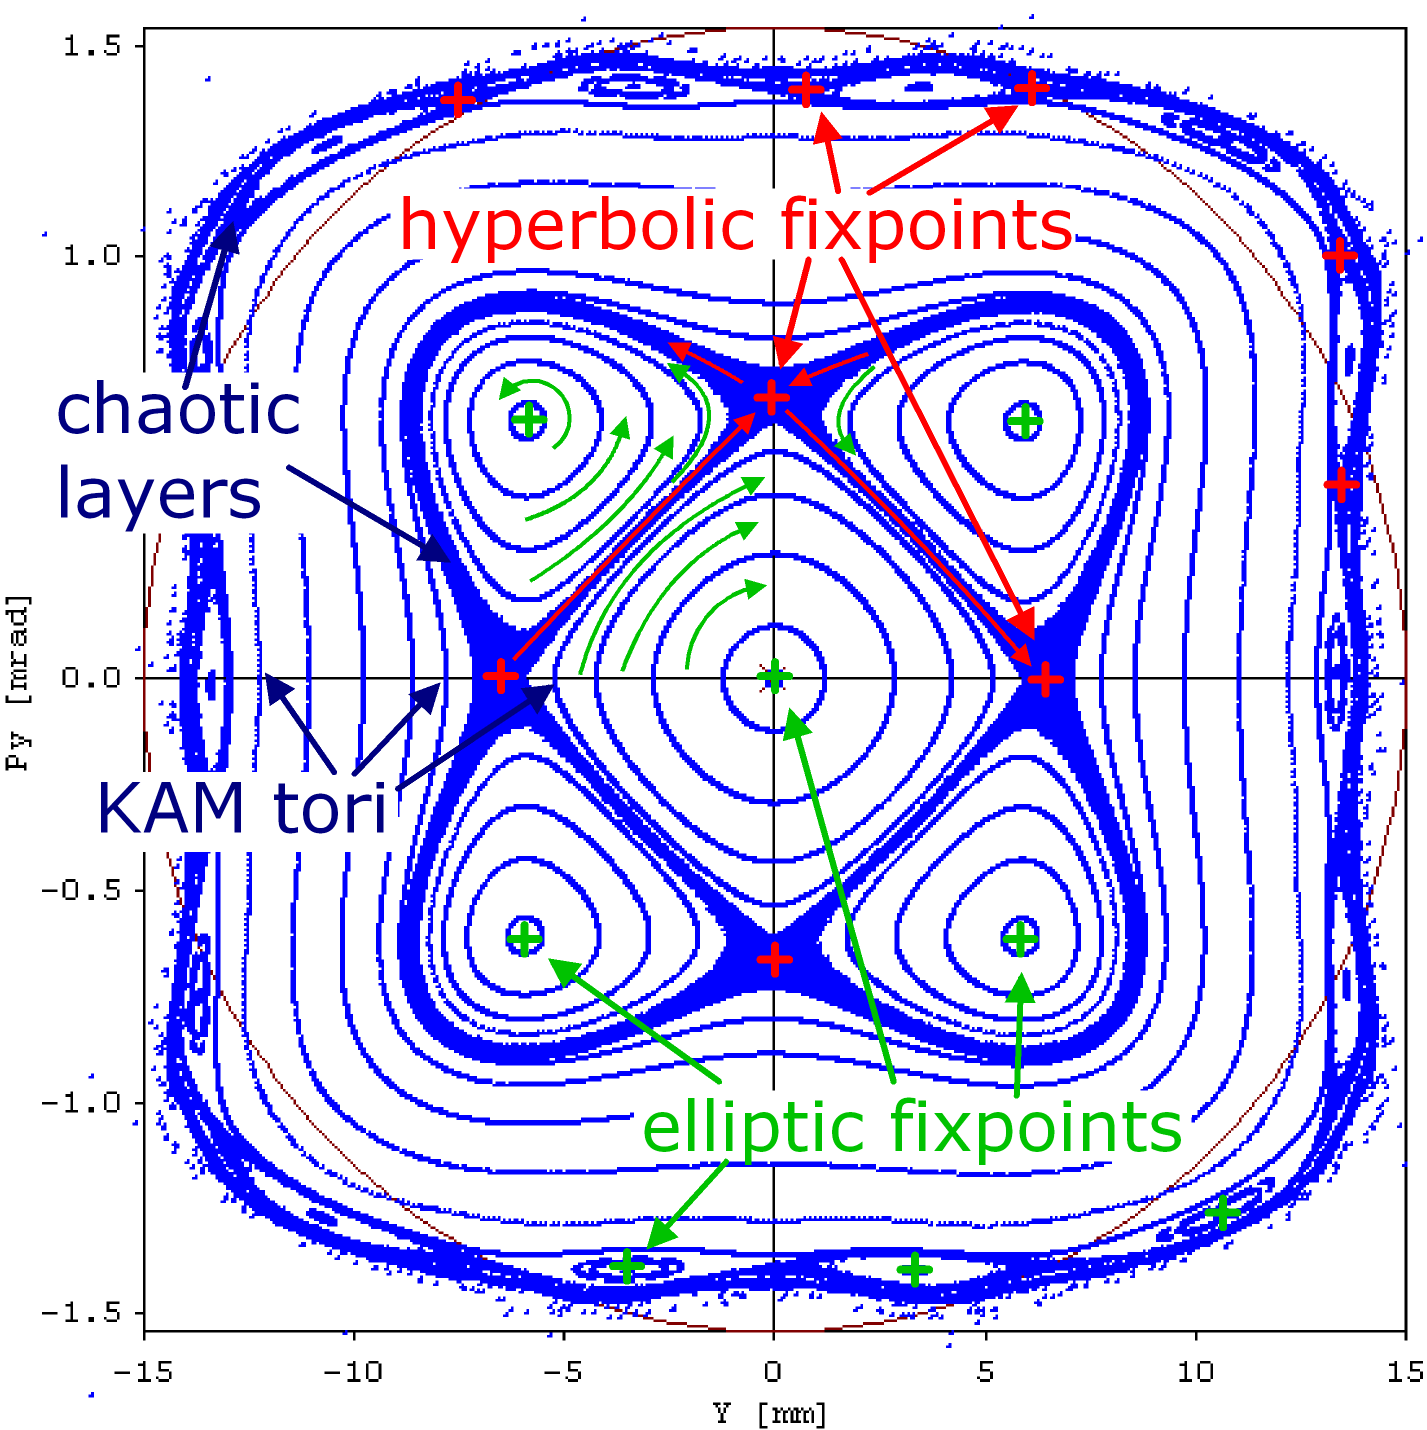 1.5
hyperbolic fixpoints
1.0
chaotic
layers
0.5
0.0
Py [mrad]
KAM tori
-0.5
-1.0
elliptic fixpoints
-1.5
-15 -10 -5 0 5 10 15
Y [mm]